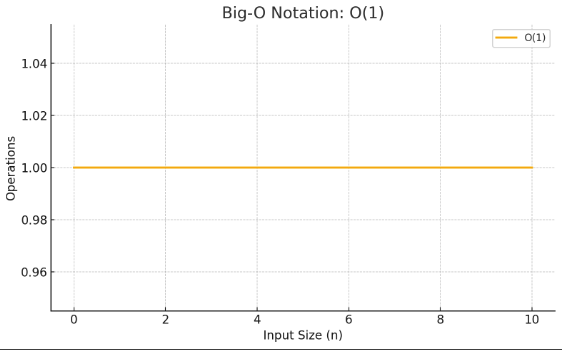 Big-O Notation: O(1)
O(1)
1.04
1.02
1.00
0.98
0.96
Operations
0 2 4 6 8 10
Input Size (n)